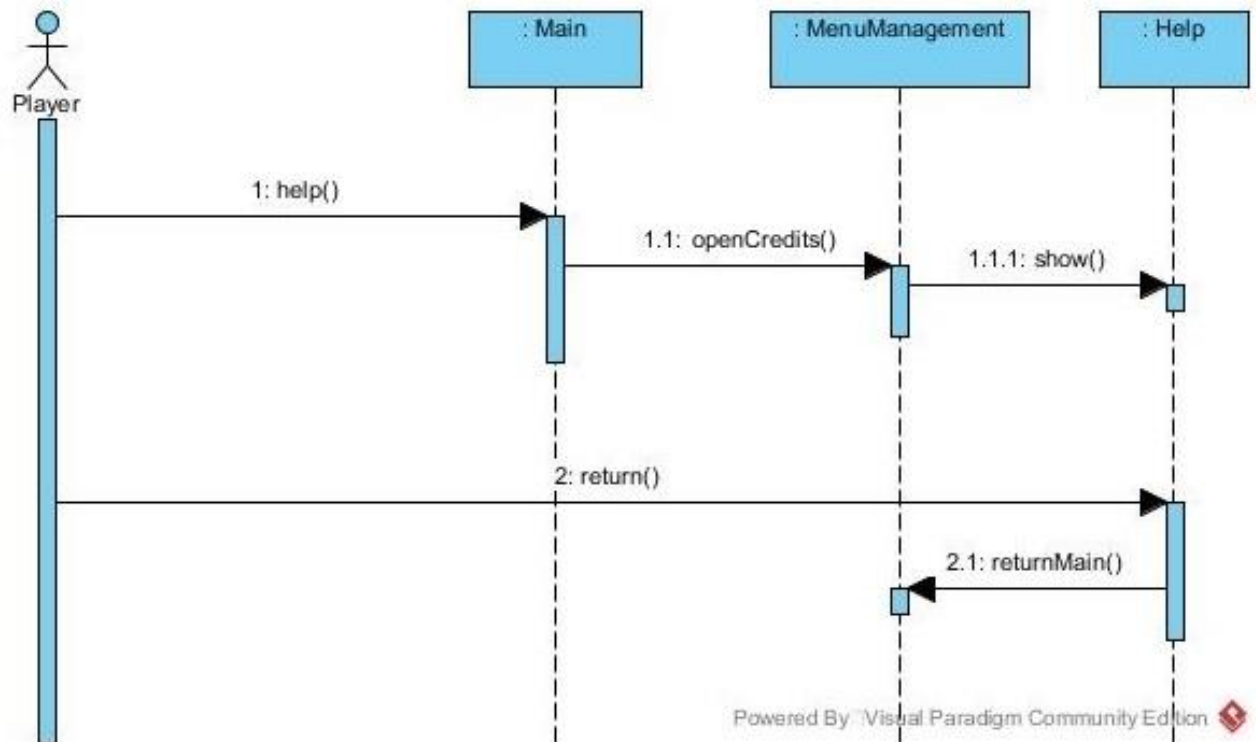 : Main
: MenuManagement
: Help
Player
1: help()
1.1: openCredits()
1.1.1: show()
2: return()
2.1: returnMain()
Powered By Visual Paradigm Community Edition